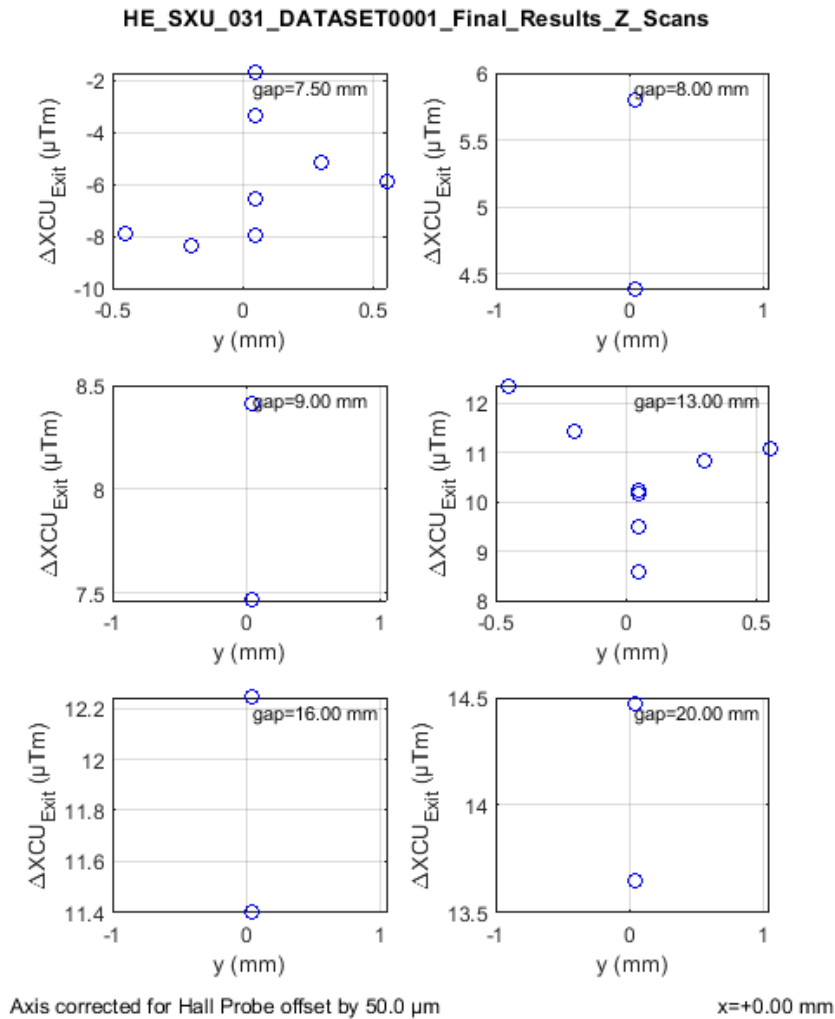 HE_SXU_031_DATASET0001_Final_Results_Z_Scans
gap=7.50 mm
-2
-4
-6
-8
-10
-0.5 0 0.5
y (mm)
ΔXCU_Exit (µTm)
gap=8.00 mm
6
5.5
5
4.5
-1 0 1
y (mm)
ΔXCU_Exit (µTm)
gap=9.00 mm
8.5
8
7.5
-1 0 1
y (mm)
ΔXCU_Exit (µTm)
gap=13.00 mm
12
11
10
9
8
-0.5 0 0.5
y (mm)
ΔXCU_Exit (µTm)
gap=16.00 mm
12.2
12
11.8
11.6
11.4
-1 0 1
y (mm)
ΔXCU_Exit (µTm)
gap=20.00 mm
14.5
14
13.5
-1 0 1
y (mm)
ΔXCU_Exit (µTm)
Axis corrected for Hall Probe offset by 50.0 µm
x=+0.00 mm